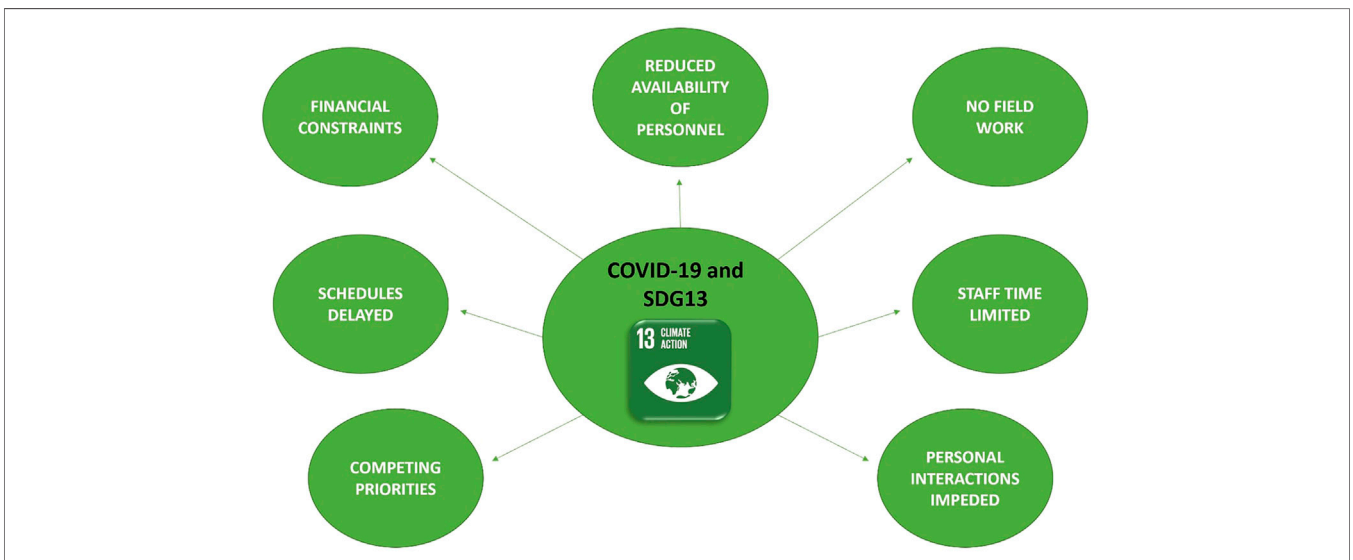 FINANCIAL
CONSTRAINTS
REDUCED
AVAILABILITY
OF
PERSONNEL
NO FIELD
WORK
SCHEDULES
DELAYED
COVID-19 and
SDG13
13 CLIMATE
ACTION
STAFF TIME
LIMITED
COMPETING
PRIORITIES
PERSONAL
INTERACTIONS
IMPEDED